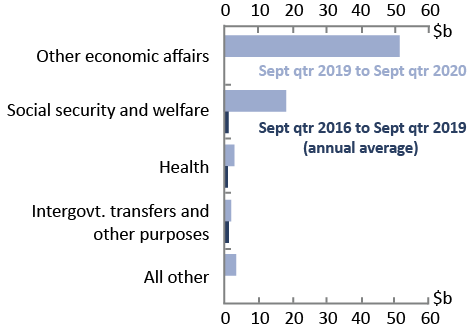 0 10 20 30 40 50 60
$b
Other economic affairs
Sept qtr 2019 to Sept qtr 2020
Social security and welfare
Sept qtr 2016 to Sept qtr 2019
(annual average)
Health
Intergovt. transfers and
other purposes
All other
$b
0 10 20 30 40 50 60